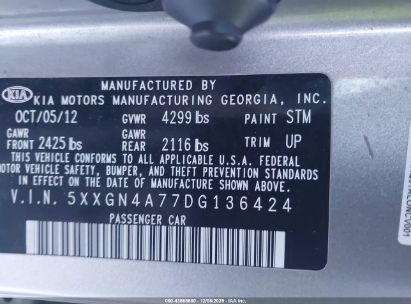 MANUFACTURED BY
KIA KIA MOTORS MANUFACTURING GEORGIA, INC.
OCT/05/12 GVWR 4299 lbs PAINT STM
GAWR FRONT 2425 lbs GAWR REAR 2116 lbs TRIM UP
THIS VEHICLE CONFORMS TO ALL APPLICABLE U.S. FEDERAL
MOTOR VEHICLE SAFETY, BUMPER, AND THEFT PREVENTION
STANDARDS IN EFFECT ON THE DATE OF MANUFACTURE
V.I.N. 5XXGN4A77DG136424
PASSENGER CAR